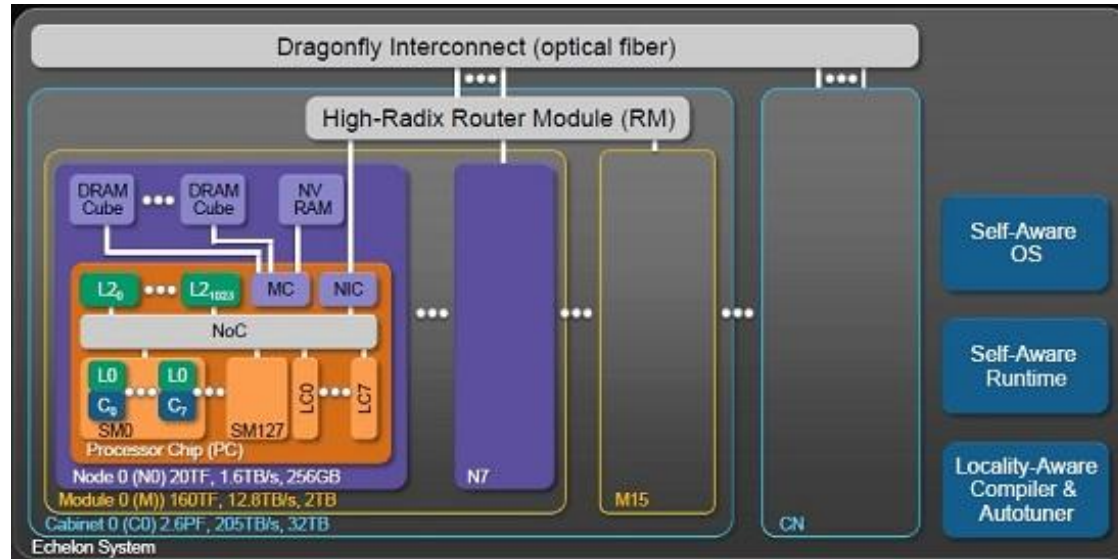 Dragonfly Interconnect (optical fiber)
High-Radix Router Module (RM)
DRAM
Cube
DRAM
Cube
NV
RAM
L2₀
L2₁₀₂₃
MC
NIC
NoC
L0
C₀
L0
C₇
SM0
SM127
LC0
LC7
Processor Chip (PC)
Node 0 (N0) 20TF, 1.6TB/s, 256GB
Module 0 (M)) 160TF, 12.8TB/s, 2TB
Cabinet 0 (C0) 2.6PF, 205TB/s, 32TB
Echelon System
N7
M15
CN
Self-Aware
OS
Self-Aware
Runtime
Locality-Aware
Compiler &
Autotuner